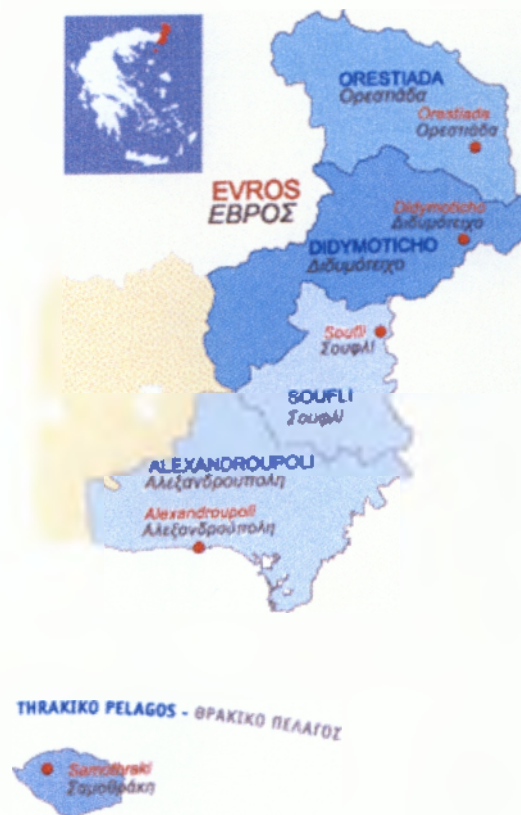 ORESTIADA
Ορεστιάδα
Orestiada
Ορεστιάδα
EVROS
ΕΒΡΟΣ
Didymoticho
Διδυμότειχο
DIDYMOTICHO
Διδυμότειχο
Soufli
Σουφλί
SOUFLI
Σουφλί
ALEXANDROUPOLI
Αλεξανδρουπολη
Alexandroupoli
Αλεξανδρούπολη
THRAKIKO PELAGOS - ΘΡΑΚΙΚΟ ΠΕΛΑΓΟΣ
Samothraki
Σαμοθράκη